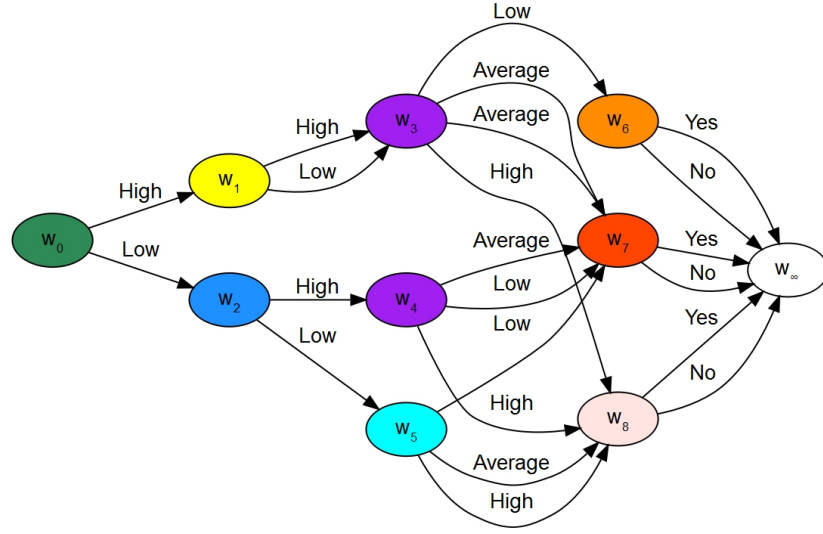 Low
Average
w₃
w₆
Yes
High
Average
Low
High
No
w₁
High
w₀
Average
w₇
Yes
Low
w∞
No
w₂
High
w₄
Low
Low
Low
Yes
No
High
w₅
w₈
Average
High